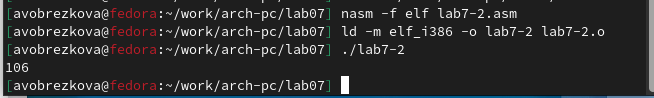 [avobrezkova@fedora:~/work/arch-pc/lab07] nasm -f elf lab7-2.asm
[avobrezkova@fedora:~/work/arch-pc/lab07] ld -m elf_i386 -o lab7-2 lab7-2.o
[avobrezkova@fedora:~/work/arch-pc/lab07] ./lab7-2
106
[avobrezkova@fedora:~/work/arch-pc/lab07]